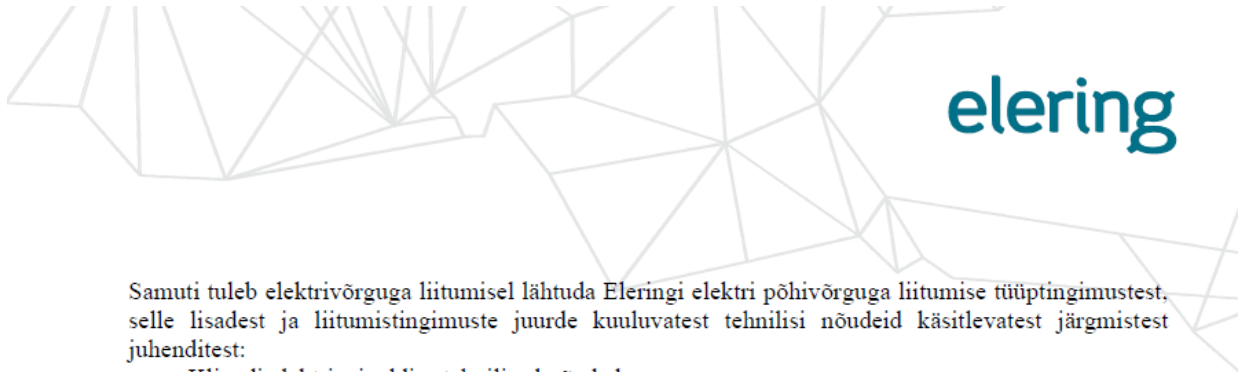 elering
Samuti tuleb elektrivõrguga liitumisel lähtuda Eleringi elektri põhivõrguga liitumise tüüptingimustest,
selle lisadest ja liitumistingimuste juurde kuuluvatest tehnilisi nõudeid käsitlevatest järgmistest
juhenditest: